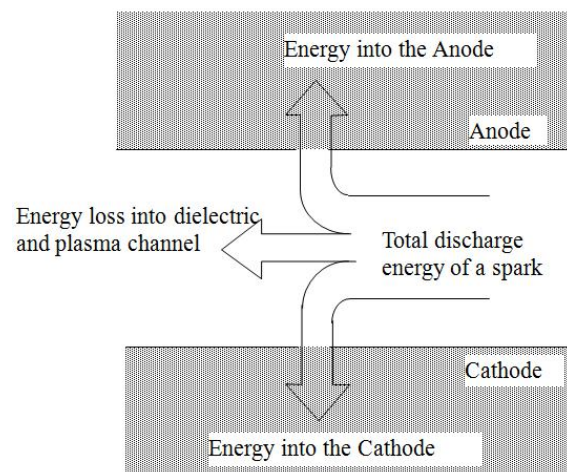 Energy into the Anode
Anode
Energy loss into dielectric
and plasma channel
Total discharge
energy of a spark
Cathode
Energy into the Cathode